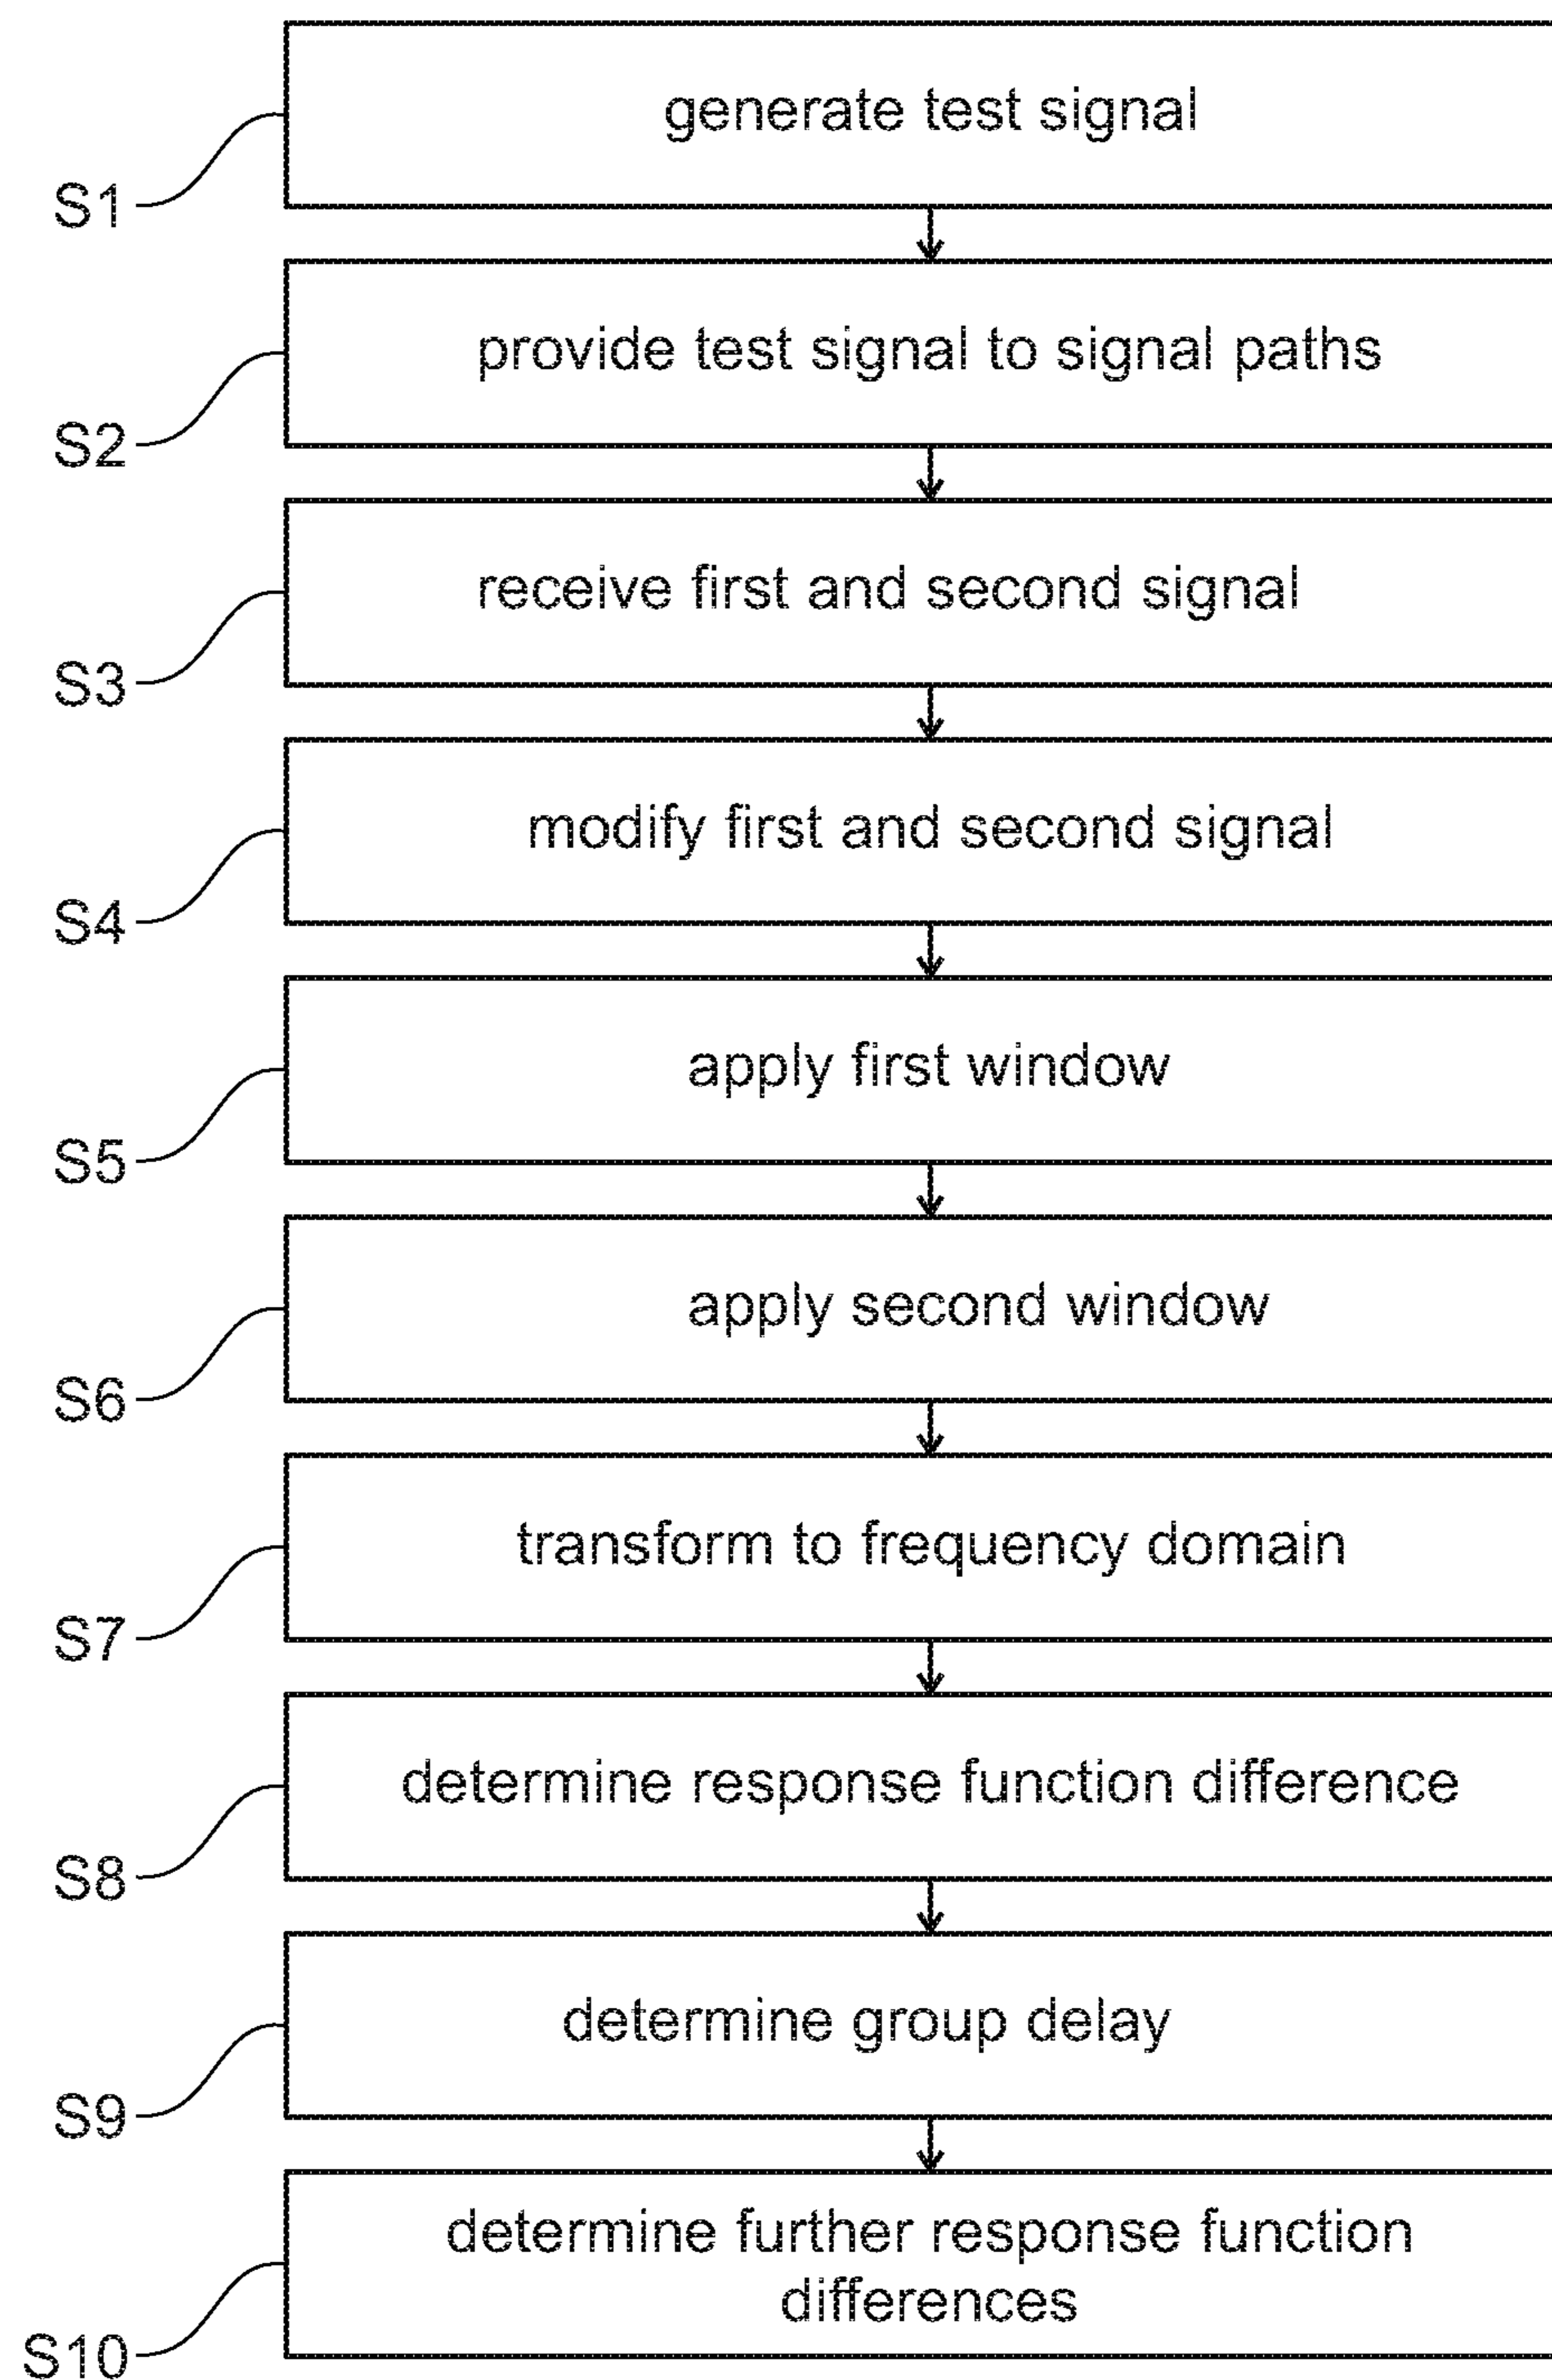 generate test signal
S1
provide test signal to signal paths
S2
receive first and second signal
S3
modify first and second signal
S4
apply first window
S5
apply second window
S6
transform to frequency domain
S7
determine response function difference
S8
determine group delay
S9
determine further response function
differences
S10